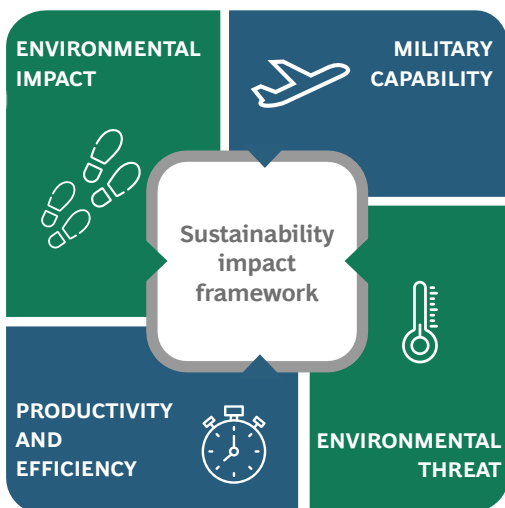 ENVIRONMENTAL
IMPACT
MILITARY
CAPABILITY
Sustainability
impact
framework
PRODUCTIVITY
AND
EFFICIENCY
ENVIRONMENTAL
THREAT